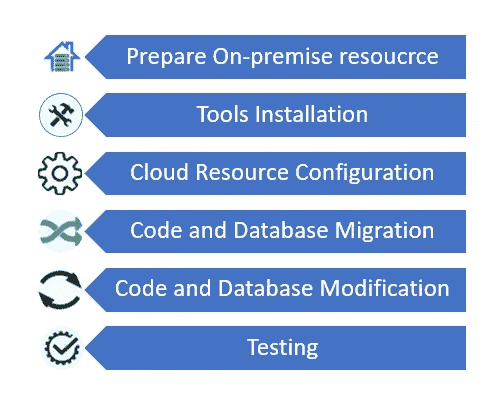 Prepare On-premise resoucrce
Tools Installation
Cloud Resource Configuration
Code and Database Migration
Code and Database Modification
Testing